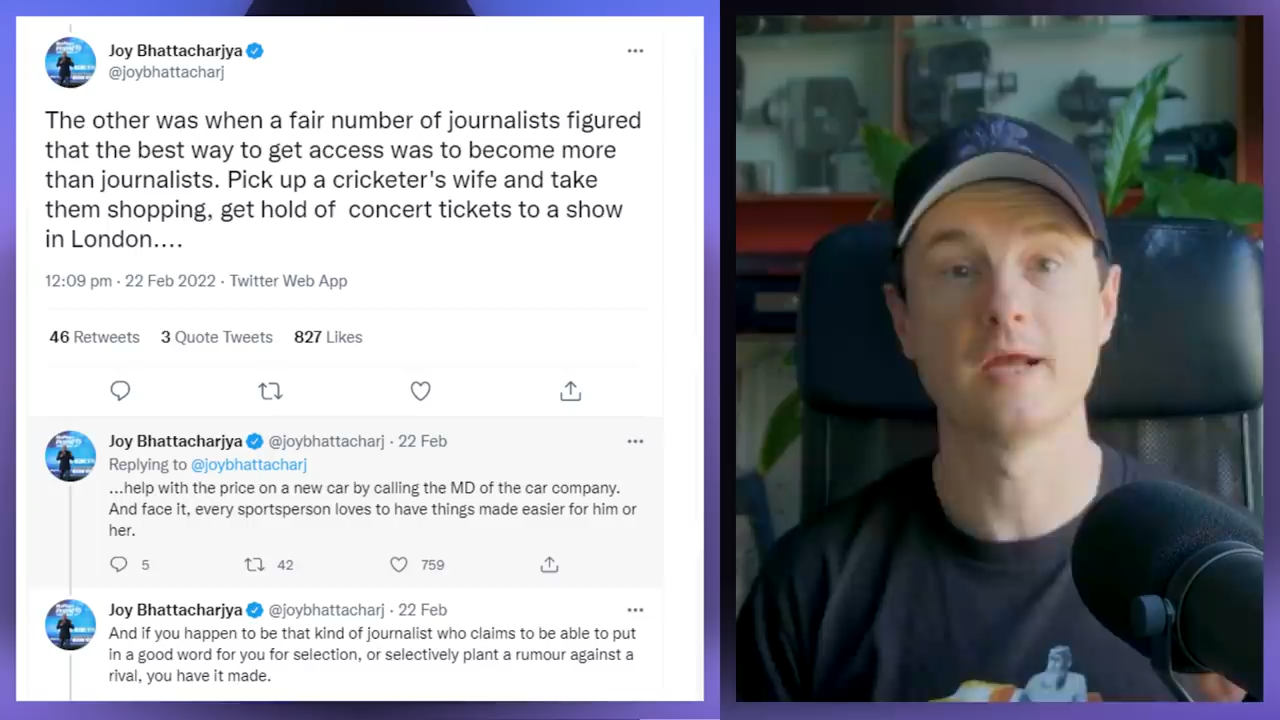 Joy Bhattacharjya
@joybhattacharj
The other was when a fair number of journalists figured
that the best way to get access was to become more
than journalists. Pick up a cricketer's wife and take
them shopping, get hold of concert tickets to a show
in London....
12:09 pm · 22 Feb 2022 · Twitter Web App
46 Retweets 3 Quote Tweets 827 Likes
Joy Bhattacharjya @joybhattacharj · 22 Feb
Replying to @joybhattacharj
...help with the price on a new car by calling the MD of the car company.
And face it, every sportsperson loves to have things made easier for him or
her.
5 42 759
Joy Bhattacharjya @joybhattacharj · 22 Feb
And if you happen to be that kind of journalist who claims to be able to put
in a good word for you for selection, or selectively plant a rumour against a
rival, you have it made.